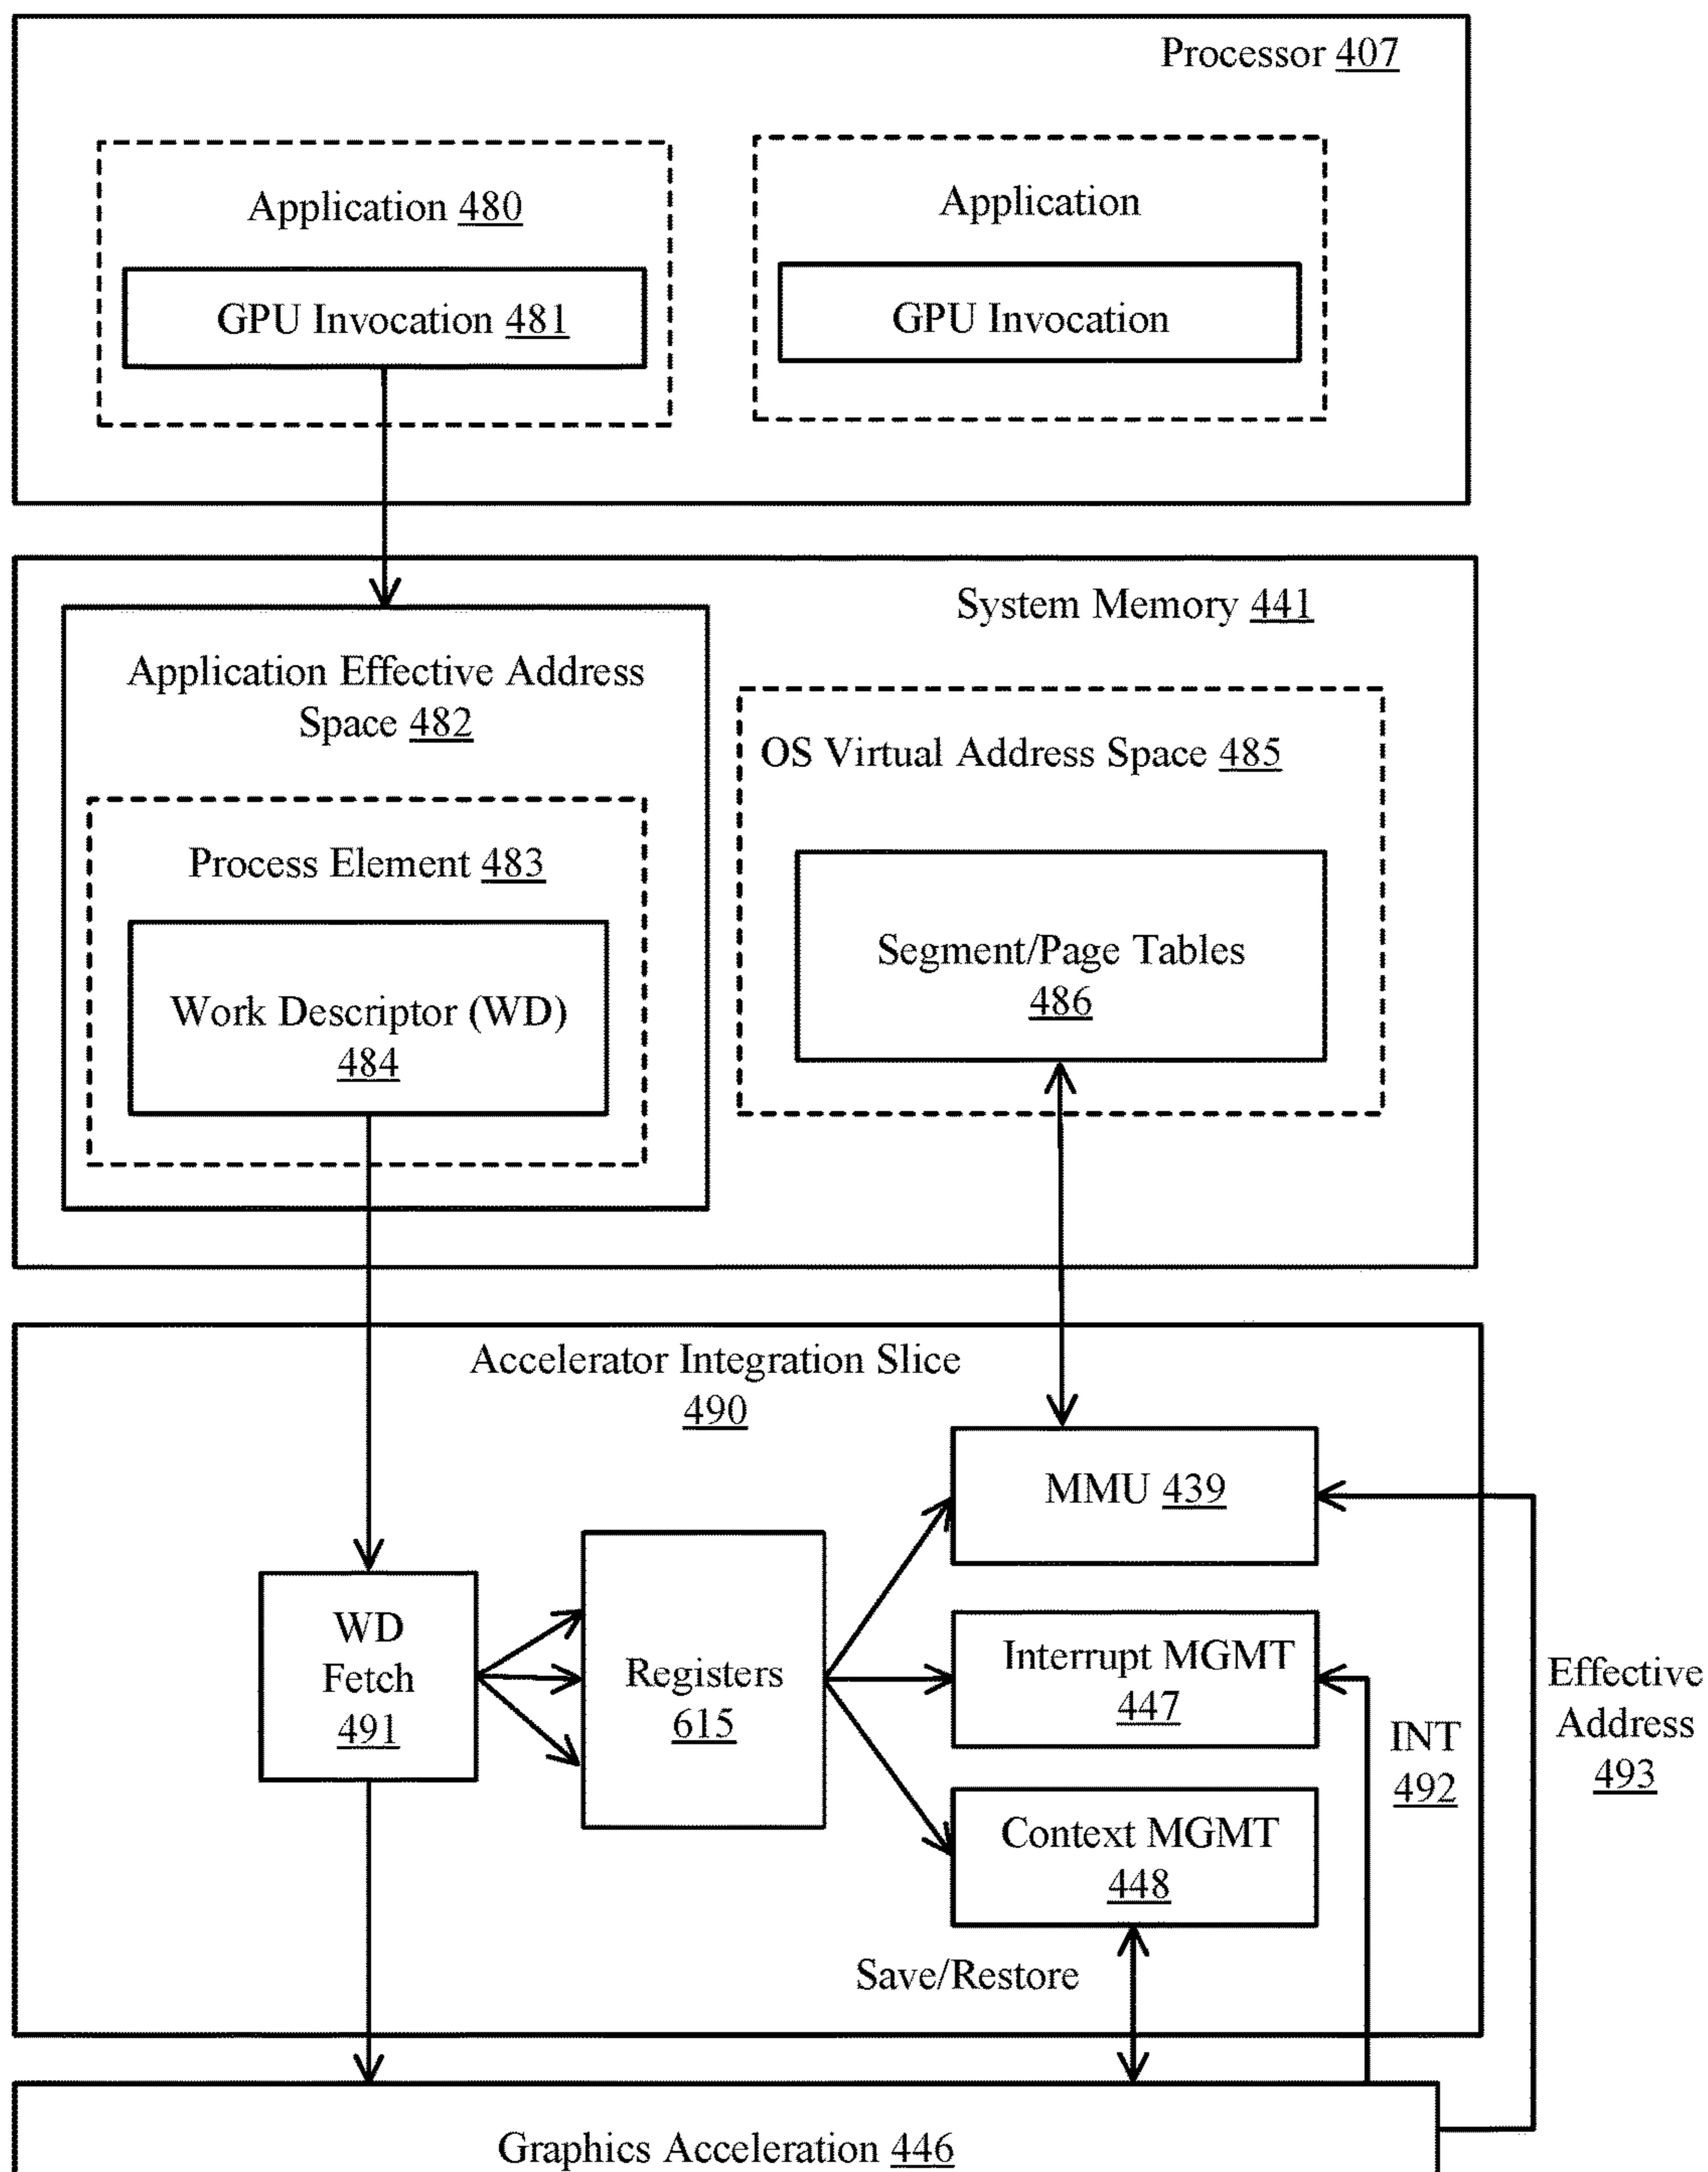 Processor 407
Application 480
GPU Invocation 481
Application
GPU Invocation
System Memory 441
Application Effective Address
Space 482
Process Element 483
Work Descriptor (WD)
484
OS Virtual Address Space 485
Segment/Page Tables
486
Accelerator Integration Slice
490
WD
Fetch
491
Registers
615
MMU 439
Interrupt MGMT
447
Context MGMT
448
INT
492
Effective
Address
493
Save/Restore
Graphics Acceleration 446